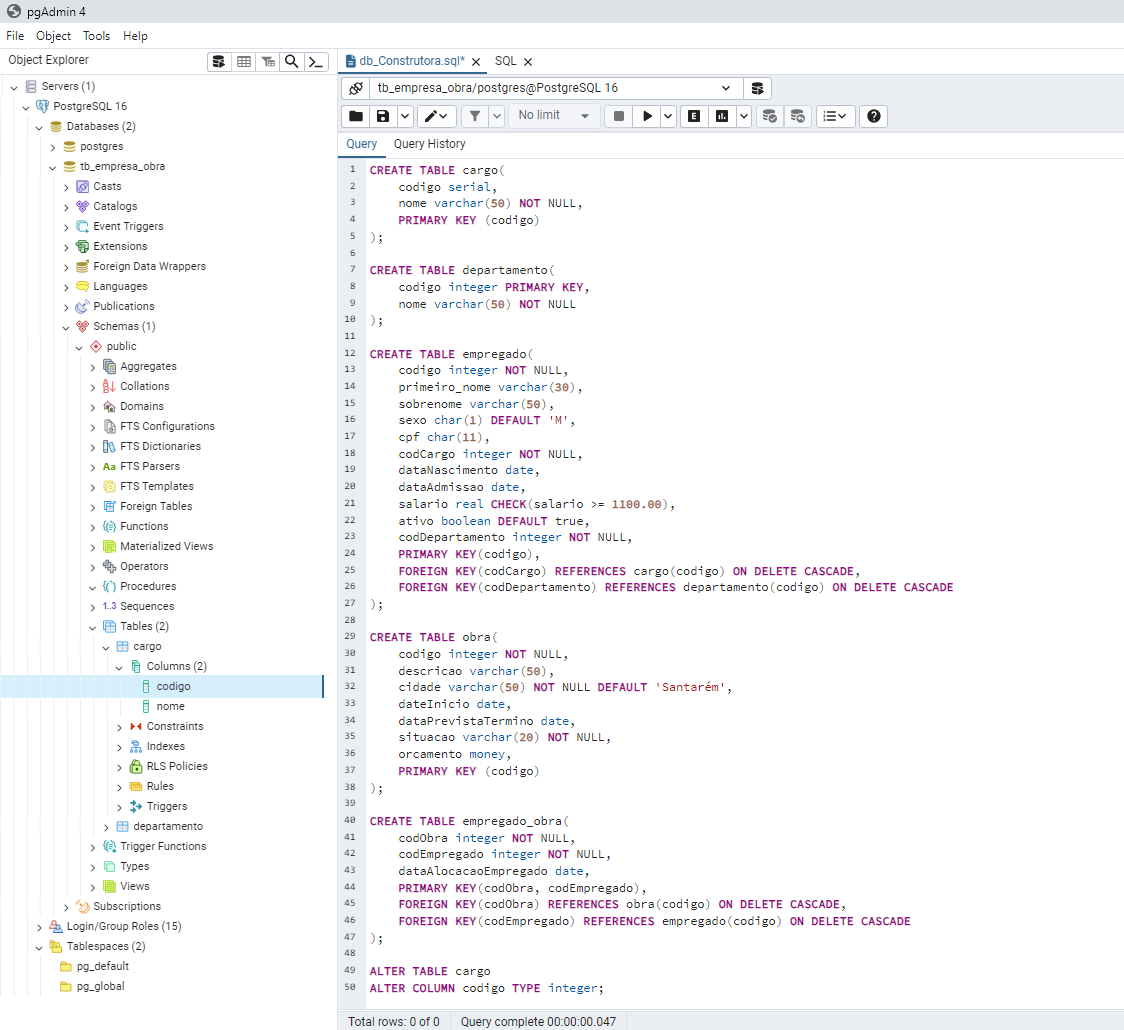 pgAdmin 4
File Object Tools Help
Object Explorer
Servers (1)
PostgreSQL 16
Databases (2)
postgres
tb_empresa_obra
Casts
Catalogs
Event Triggers
Extensions
Foreign Data Wrappers
Languages
Publications
Schemas (1)
public
Aggregates
Collations
Domains
FTS Configurations
FTS Dictionaries
Aa FTS Parsers
FTS Templates
Foreign Tables
Functions
Materialized Views
Operators
Procedures
1..3 Sequences
Tables (2)
cargo
Columns (2)
codigo
nome
Constraints
Indexes
RLS Policies
Rules
Triggers
departamento
Trigger Functions
Types
Views
Subscriptions
Login/Group Roles (15)
Tablespaces (2)
pg_default
pg_global
db_Construtora.sql* SQL
tb_empresa_obra/postgres@PostgreSQL 16
No limit E
Query Query History
1 CREATE TABLE cargo(
2 codigo serial,
3 nome varchar(50) NOT NULL,
4 PRIMARY KEY (codigo)
5 );
6
7 CREATE TABLE departamento(
8 codigo integer PRIMARY KEY,
9 nome varchar(50) NOT NULL
10 );
11
12 CREATE TABLE empregado(
13 codigo integer NOT NULL,
14 primeiro_nome varchar(30),
15 sobrenome varchar(50),
16 sexo char(1) DEFAULT 'M',
17 cpf char(11),
18 codCargo integer NOT NULL,
19 dataNascimento date,
20 dataAdmissao date,
21 salario real CHECK(salario >= 1100.00),
22 ativo boolean DEFAULT true,
23 codDepartamento integer NOT NULL,
24 PRIMARY KEY(codigo),
25 FOREIGN KEY(codCargo) REFERENCES cargo(codigo) ON DELETE CASCADE,
26 FOREIGN KEY(codDepartamento) REFERENCES departamento(codigo) ON DELETE CASCADE
27 );
28
29 CREATE TABLE obra(
30 codigo integer NOT NULL,
31 descricao varchar(50),
32 cidade varchar(50) NOT NULL DEFAULT 'Santarém',
33 dateInicio date,
34 dataPrevistaTermino date,
35 situacao varchar(20) NOT NULL,
36 orcamento money,
37 PRIMARY KEY (codigo)
38 );
39
40 CREATE TABLE empregado_obra(
41 codObra integer NOT NULL,
42 codEmpregado integer NOT NULL,
43 dataAlocacaoEmpregado date,
44 PRIMARY KEY(codObra, codEmpregado),
45 FOREIGN KEY(codObra) REFERENCES obra(codigo) ON DELETE CASCADE,
46 FOREIGN KEY(codEmpregado) REFERENCES empregado(codigo) ON DELETE CASCADE
47 );
48
49 ALTER TABLE cargo
50 ALTER COLUMN codigo TYPE integer;
Total rows: 0 of 0 Query complete 00:00:00.047